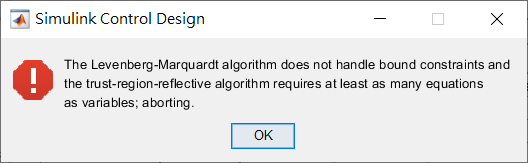 Simulink Control Design
The Levenberg-Marquardt algorithm does not handle bound constraints and
the trust-region-reflective algorithm requires at least as many equations
as variables; aborting.
OK